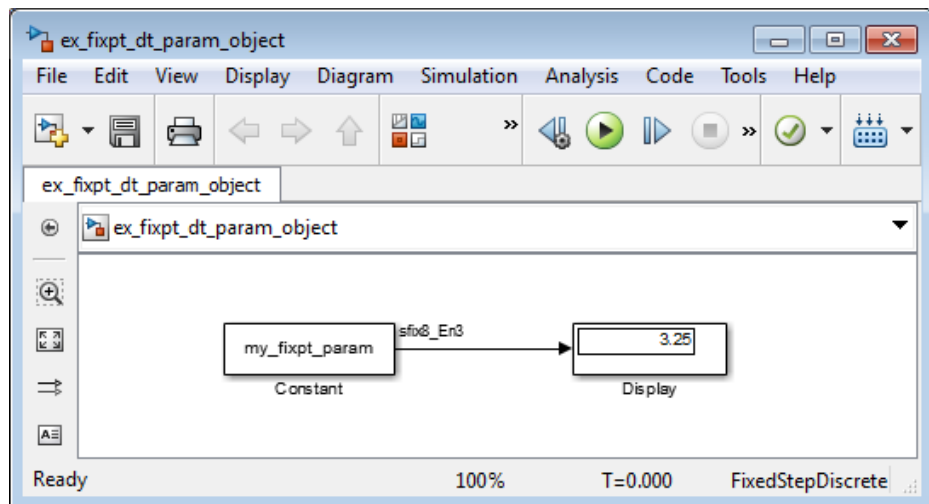 ex_fixpt_dt_param_object
File Edit View Display Diagram Simulation Analysis Code Tools Help
» »
ex_fixpt_dt_param_object
ex_fixpt_dt_param_object
sfix8_En3
my_fixpt_param 3.25
Constant Display
A
Ready 100% T=0.000 FixedStepDiscrete